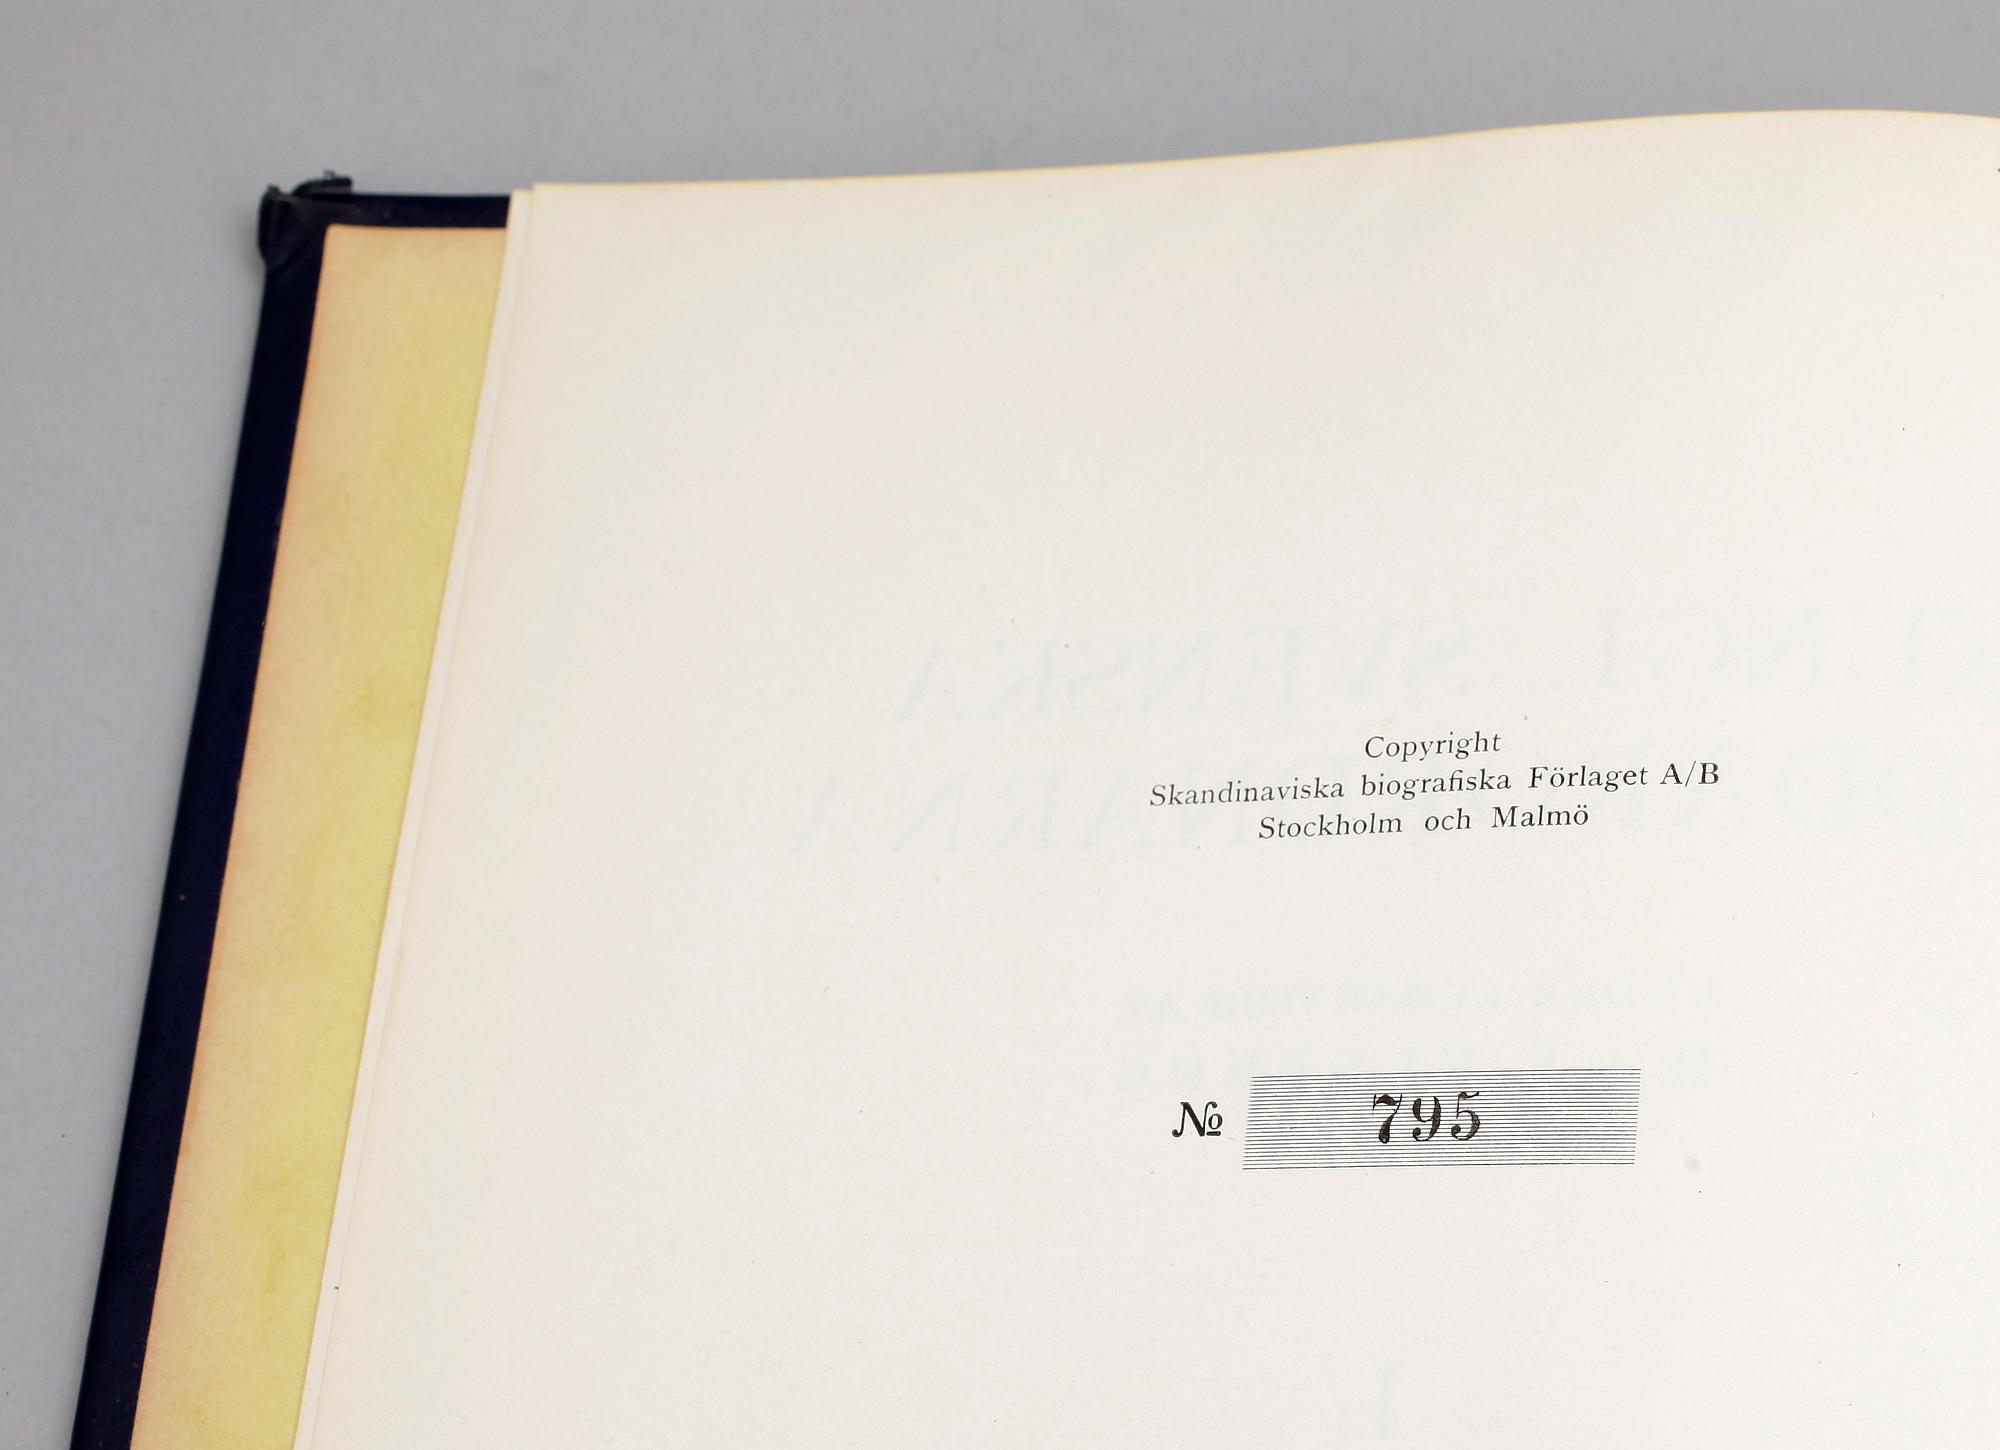 Copyright
Skandinaviska biografiska Förlaget A/B
Stockholm och Malmö
№ 795